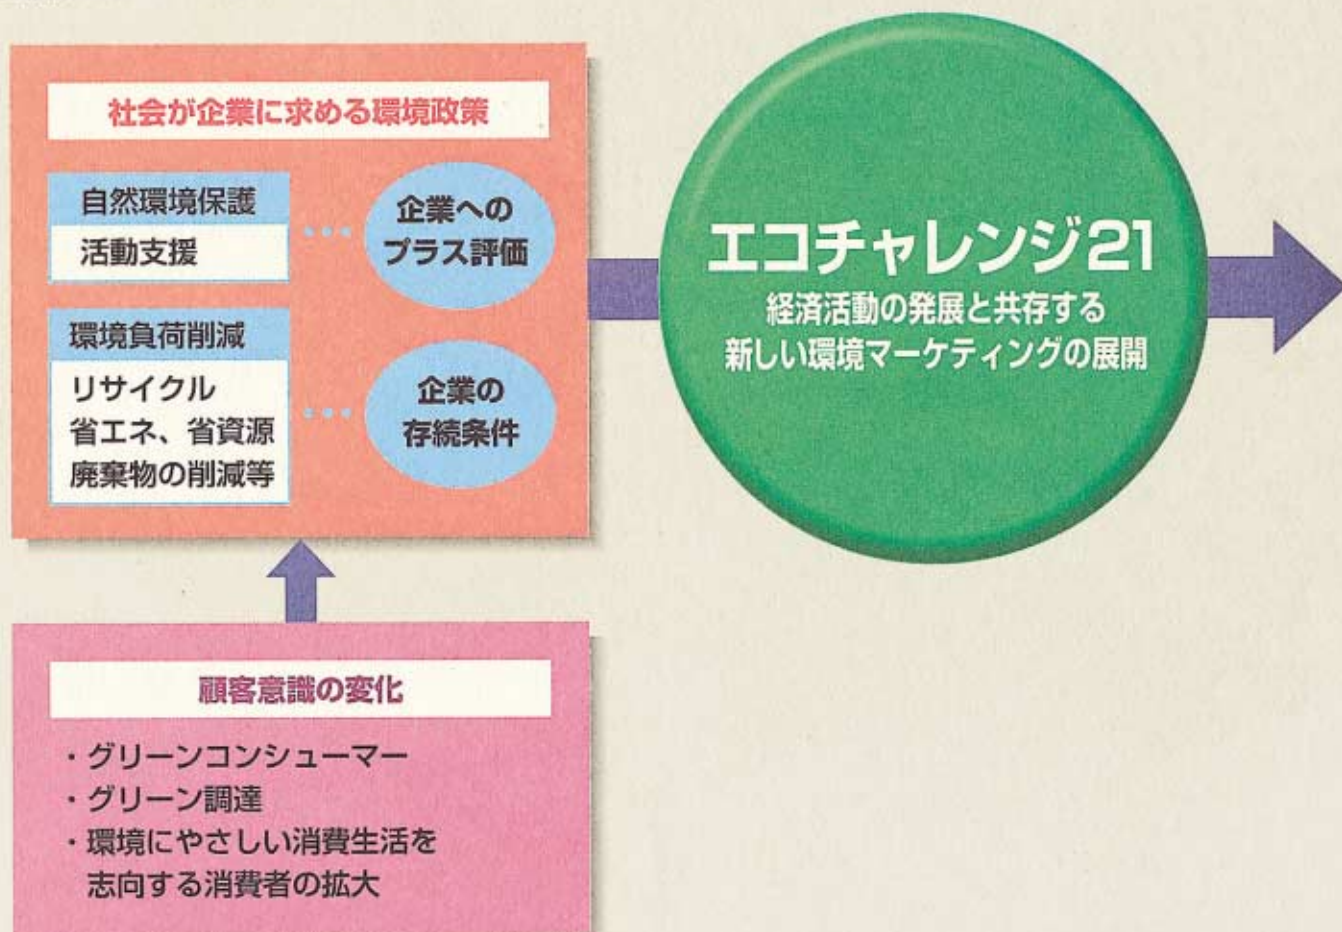 社会が企業に求める環境政策
自然環境保護
活動支援
企業への
プラス評価
環境負荷削減
リサイクル
省エネ、省資源
廃棄物の削減等
企業の
存続条件
エコチャレンジ21
経済活動の発展と共存する
新しい環境マーケティングの展開
顧客意識の変化
・グリーンコンシューマー
・グリーン調達
・環境にやさしい消費生活を
志向する消費者の拡大